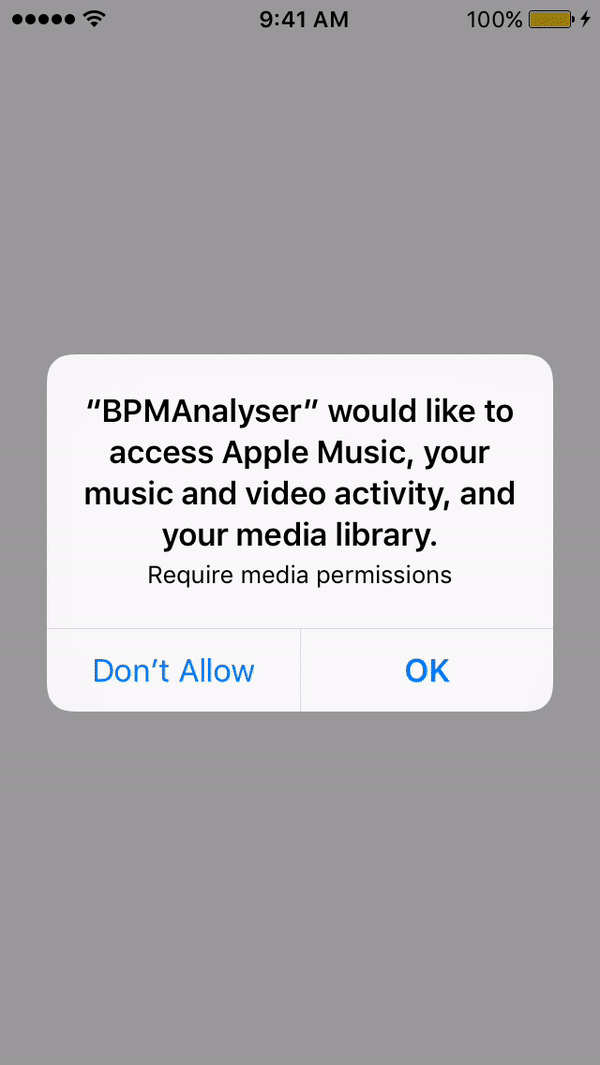 9:41 AM 100%
“BPMAnalyser” would like to
access Apple Music, your
music and video activity, and
your media library.
Require media permissions
Don’t Allow OK